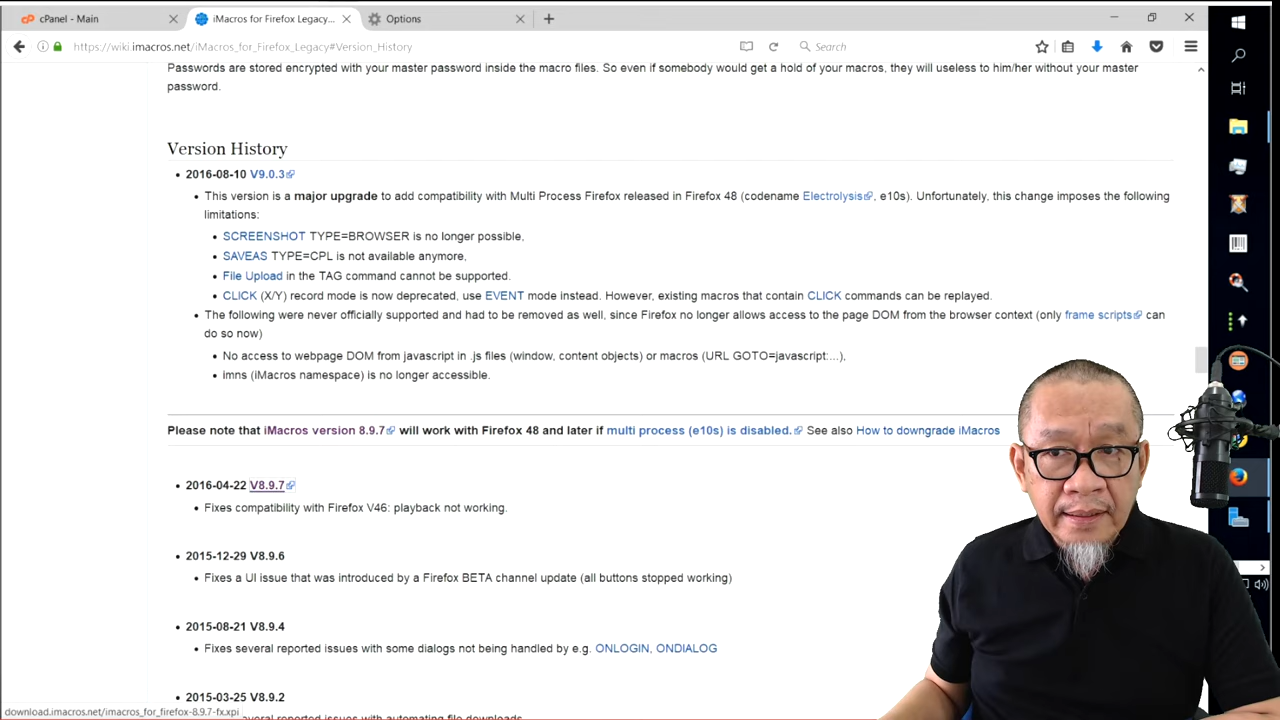 cPanel - Main
iMacros for Firefox Legacy...
Options
https://wiki.imacros.net/iMacros_for_Firefox_Legacy#Version_History
Search
Passwords are stored encrypted with your master password inside the macro files. So even if somebody would get a hold of your macros, they will useless to him/her without your master
password.
Version History
2016-08-10 V9.0.3
This version is a major upgrade to add compatibility with Multi Process Firefox released in Firefox 48 (codename Electrolysis, e10s). Unfortunately, this change imposes the following
limitations:
SCREENSHOT TYPE=BROWSER is no longer possible,
SAVEAS TYPE=CPL is not available anymore,
File Upload in the TAG command cannot be supported.
CLICK (X/Y) record mode is now deprecated, use EVENT mode instead. However, existing macros that contain CLICK commands can be replayed.
The following were never officially supported and had to be removed as well, since Firefox no longer allows access to the page DOM from the browser context (only frame scripts can
do so now)
No access to webpage DOM from javascript in .js files (window, content objects) or macros (URL GOTO=javascript:...),
imns (iMacros namespace) is no longer accessible.
Please note that iMacros version 8.9.7 will work with Firefox 48 and later if multi process (e10s) is disabled. See also How to downgrade iMacros
2016-04-22 V8.9.7
Fixes compatibility with Firefox V46: playback not working.
2015-12-29 V8.9.6
Fixes a UI issue that was introduced by a Firefox BETA channel update (all buttons stopped working)
2015-08-21 V8.9.4
Fixes several reported issues with some dialogs not being handled by e.g. ONLOGIN, ONDIALOG
2015-03-25 V8.9.2
download.imacros.net/imacros_for_firefox-8.9.7-fx.xpi
several reported issues with automating file downloads